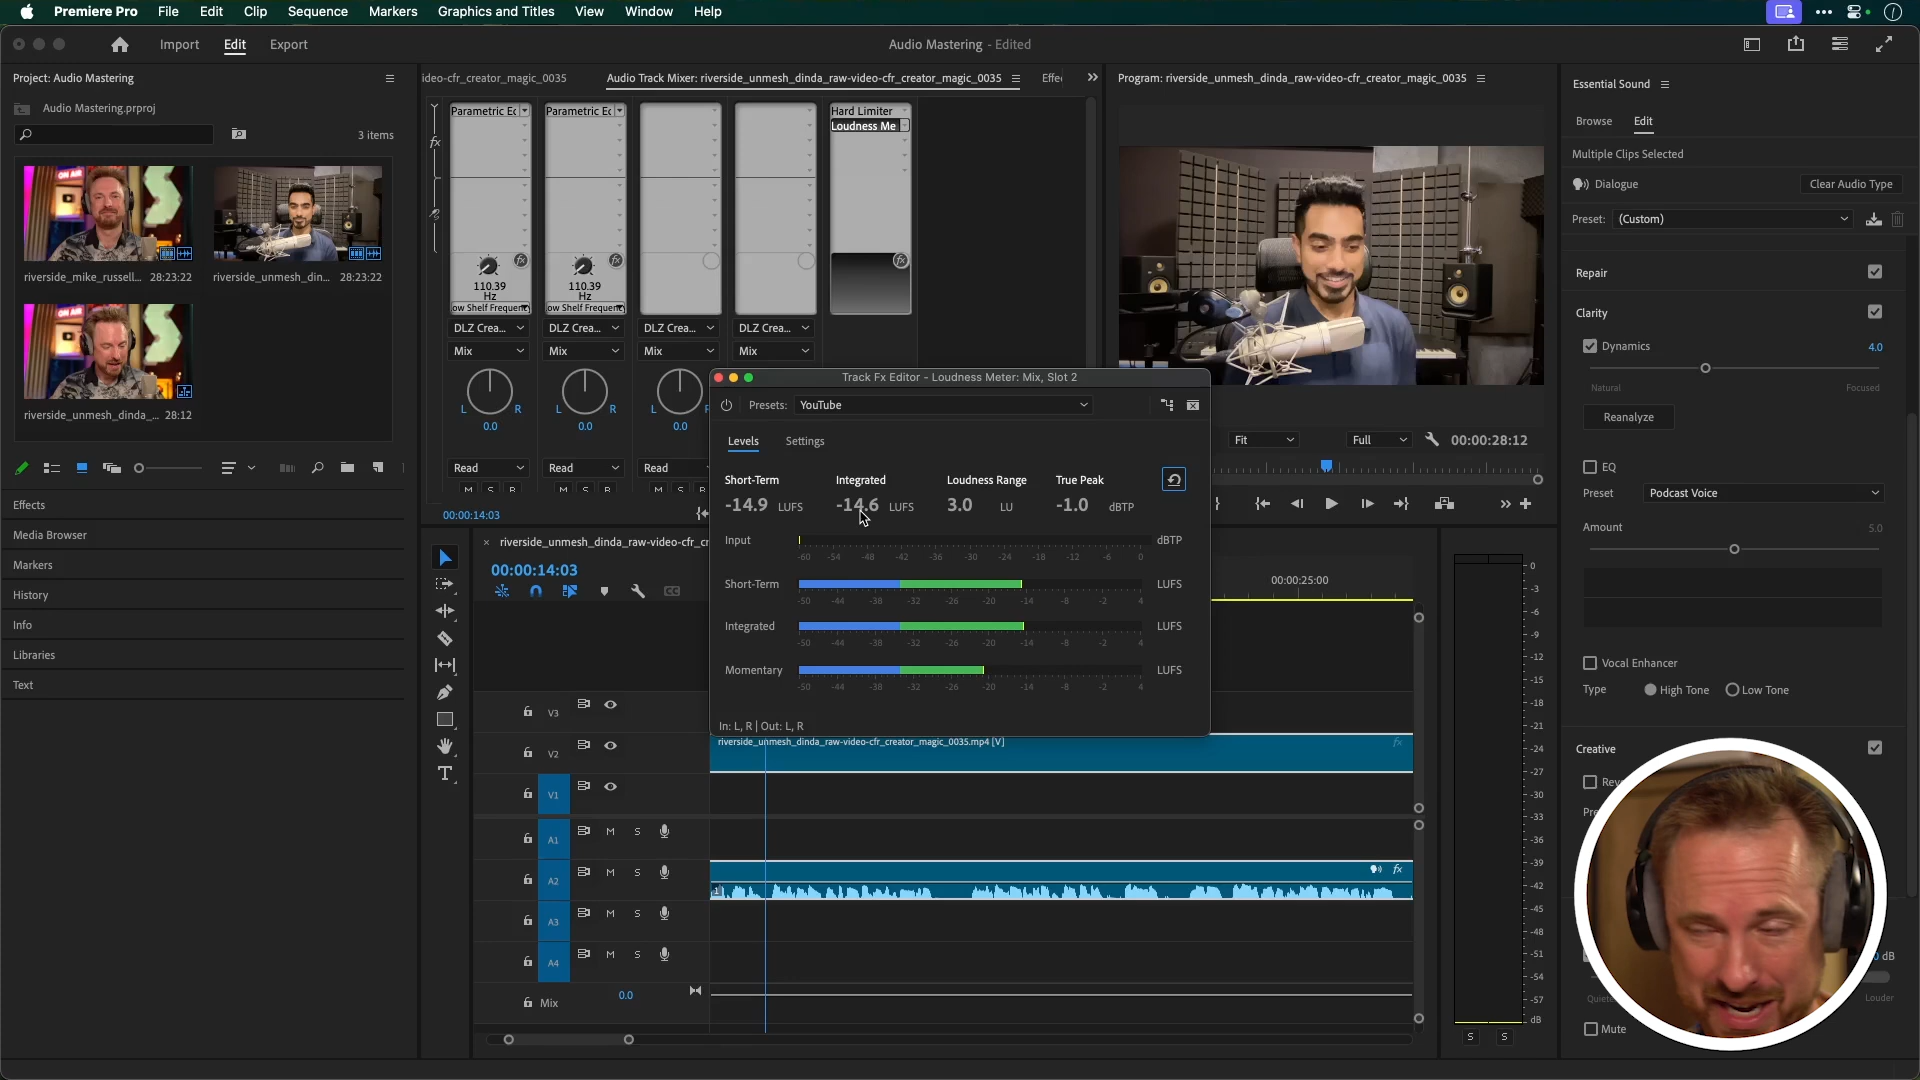 Premiere Pro File Edit Clip Sequence Markers Graphics and Titles View Window Help
Import Edit Export
Audio Mastering - Edited
Project: Audio Mastering
Audio Mastering.prproj
3 items
riverside_mike_russell... 28:23:22
riverside_unmesh_din... 28:23:22
riverside_unmesh_dinda_... 28:12
Effects
Media Browser
Markers
History
Info
Libraries
Text
ideo-cfr_creator_magic_0035
Audio Track Mixer: riverside_unmesh_dinda_raw-video-cfr_creator_magic_0035
Effe
Parametric Ec Parametric Ec Hard Limiter
Loudness Me
110.39 110.39
Hz Hz
ow Shelf Frequenc ow Shelf Frequenc
DLZ Crea... DLZ Crea... DLZ Crea... DLZ Crea...
Mix Mix Mix Mix
L R L R L
0.0 0.0 0.0
Read Read Read
M S R M S R M S R
00:00:14:03
Program: riverside_unmesh_dinda_raw-video-cfr_creator_magic_0035
Fit Full 00:00:28:12
Track Fx Editor - Loudness Meter: Mix, Slot 2
Presets: YouTube
Levels Settings
Short-Term Integrated Loudness Range True Peak
-14.9 LUFS -14.6 LUFS 3.0 LU -1.0 dBTP
Input dBTP
-60 -54 -48 -42 -36 -30 -24 -18 -12 -6 0
Short-Term LUFS
-50 -44 -38 -32 -26 -20 -14 -8 -2 4
Integrated LUFS
-50 -44 -38 -32 -26 -20 -14 -8 -2 4
Momentary LUFS
-50 -44 -38 -32 -26 -20 -14 -8 -2 4
In: L, R | Out: L, R
riverside_unmesh_dinda_raw-video-cfr_c
00:00:14:03
00:00:25:00
V3
V2
riverside_unmesh_dinda_raw-video-cfr_creator_magic_0035.mp4 [V]
fx
V1
A1 M S
A2 M S
fx
A3 M S
A4 M S
Mix 0.0
0
-3
-6
-9
-12
-15
-18
-21
-24
-27
-30
-33
-36
-39
-42
-45
-48
-51
-54
-57
dB
S S
Essential Sound
Browse Edit
Multiple Clips Selected
Dialogue Clear Audio Type
Preset: (Custom)
Repair
Clarity
Dynamics 4.0
Natural Focused
Reanalyze
EQ
Preset Podcast Voice
Amount 5.0
Vocal Enhancer
Type High Tone Low Tone
Creative
Rev
Pre
dB
Louder
Mute